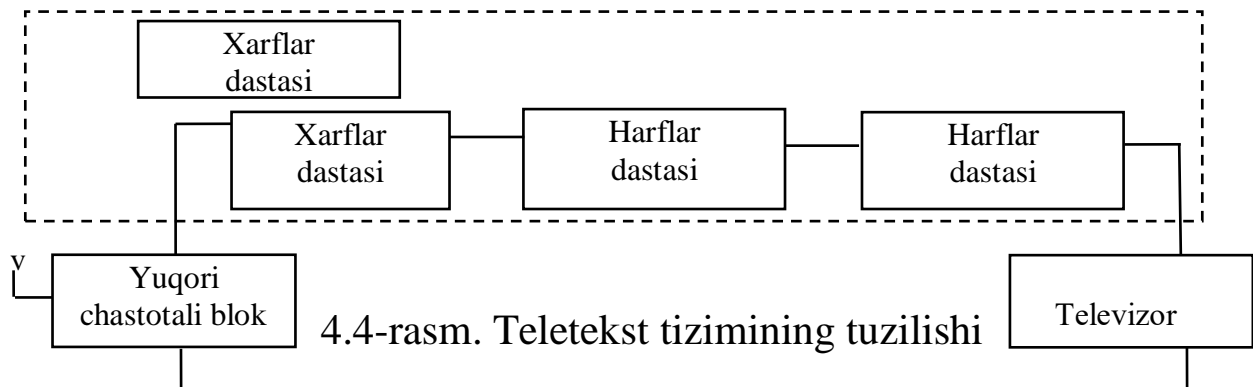 Xarflar
dastasi
Xarflar
dastasi
Harflar
dastasi
Harflar
dastasi
v
Yuqori
chastotali blok
4.4-rasm. Teletekst tizimining tuzilishi
Televizor